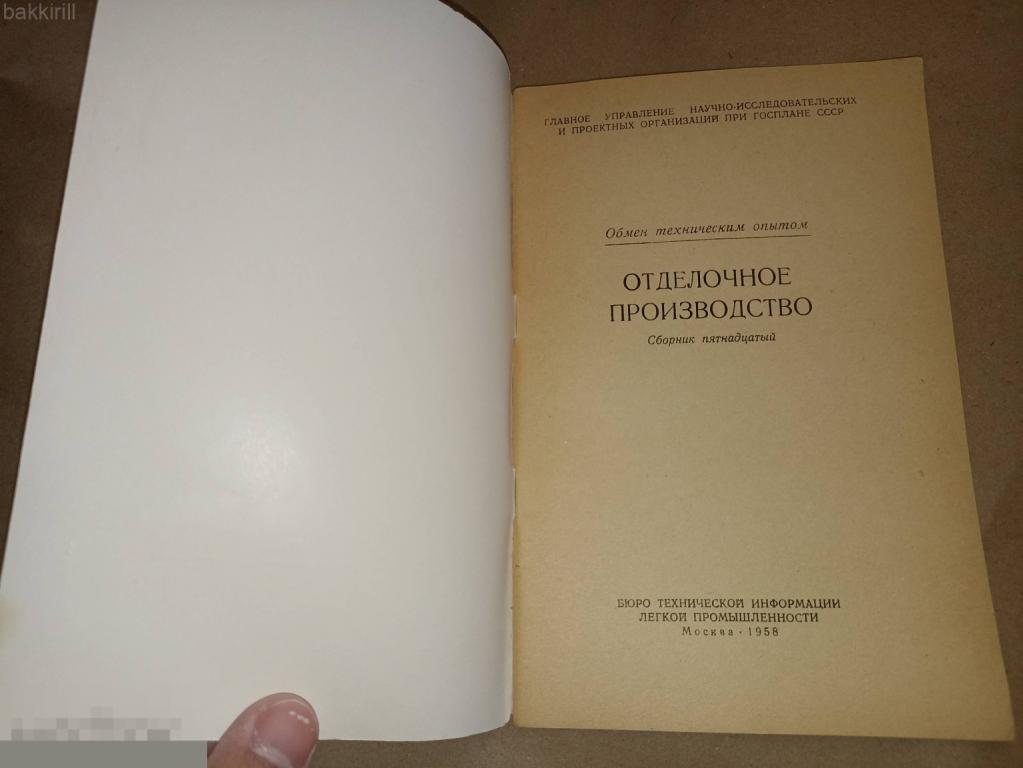 bakkirill
ГЛАВНОЕ УПРАВЛЕНИЕ НАУЧНО-ИССЛЕДОВАТЕЛЬСКИХ
И ПРОЕКТНЫХ ОРГАНИЗАЦИЙ ПРИ ГОСПЛАНЕ СССР
Обмен техническим опытом
ОТДЕЛОЧНОЕ
ПРОИЗВОДСТВО
Сборник пятнадцатый
БЮРО ТЕХНИЧЕСКОЙ ИНФОРМАЦИИ
ЛЕГКОЙ ПРОМЫШЛЕННОСТИ
Москва · 1958